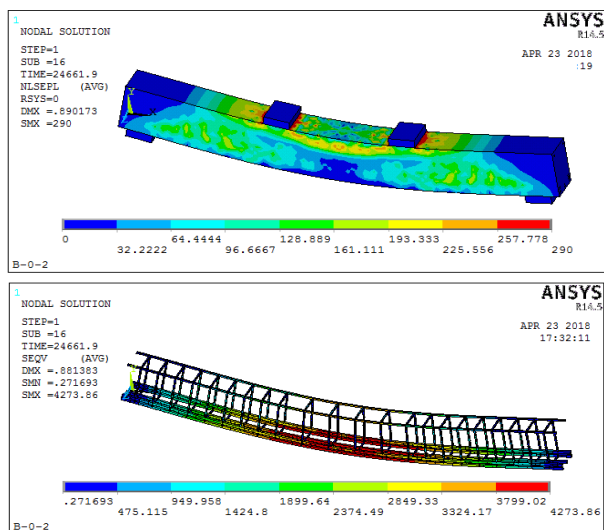 1
NODAL SOLUTION
STEP=1
SUB =16
TIME=24661.9
NLSEPL (AVG)
RSYS=0
DMX =.890173
SMX =290
ANSYS
R14.5
APR 23 2018
:19
Y
X
0
32.2222
64.4444
96.6667
128.889
161.111
193.333
225.556
257.778
290
B-0-2
1
NODAL SOLUTION
STEP=1
SUB =16
TIME=24661.9
SEQV (AVG)
DMX =.881383
SMN =.271693
SMX =4273.86
ANSYS
R14.5
APR 23 2018
17:32:11
.271693
475.115
949.958
1424.8
1899.64
2374.49
2849.33
3324.17
3799.02
4273.86
B-0-2